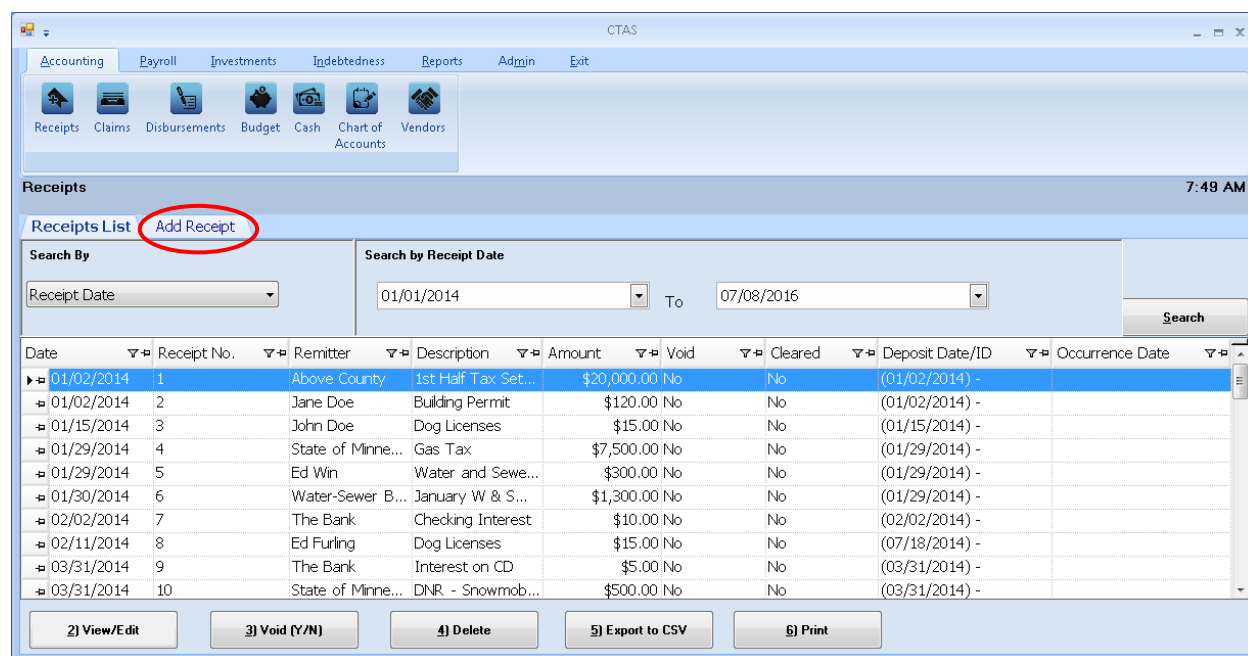 CTAS
Accounting Payroll Investments Indebtedness Reports Admin Exit
Receipts Claims Disbursements Budget Cash Chart of Accounts Vendors
Receipts 7:49 AM
Receipts List Add Receipt
Search By Search by Receipt Date
Receipt Date 01/01/2014 To 07/08/2016
Search
Date Receipt No. Remitter Description Amount Void Cleared Deposit Date/ID Occurrence Date
01/02/2014 1 Above County 1st Half Tax Set... $20,000.00 No No (01/02/2014) -
01/02/2014 2 Jane Doe Building Permit $120.00 No No (01/02/2014) -
01/15/2014 3 John Doe Dog Licenses $15.00 No No (01/15/2014) -
01/29/2014 4 State of Minne... Gas Tax $7,500.00 No No (01/29/2014) -
01/29/2014 5 Ed Win Water and Sewe... $300.00 No No (01/29/2014) -
01/30/2014 6 Water-Sewer B... January W & S... $1,300.00 No No (01/29/2014) -
02/02/2014 7 The Bank Checking Interest $10.00 No No (02/02/2014) -
02/11/2014 8 Ed Furling Dog Licenses $15.00 No No (07/18/2014) -
03/31/2014 9 The Bank Interest on CD $5.00 No No (03/31/2014) -
03/31/2014 10 State of Minne... DNR - Snowmob... $500.00 No No (03/31/2014) -
2) View/Edit 3) Void (Y/N) 4) Delete 5) Export to CSV 6) Print